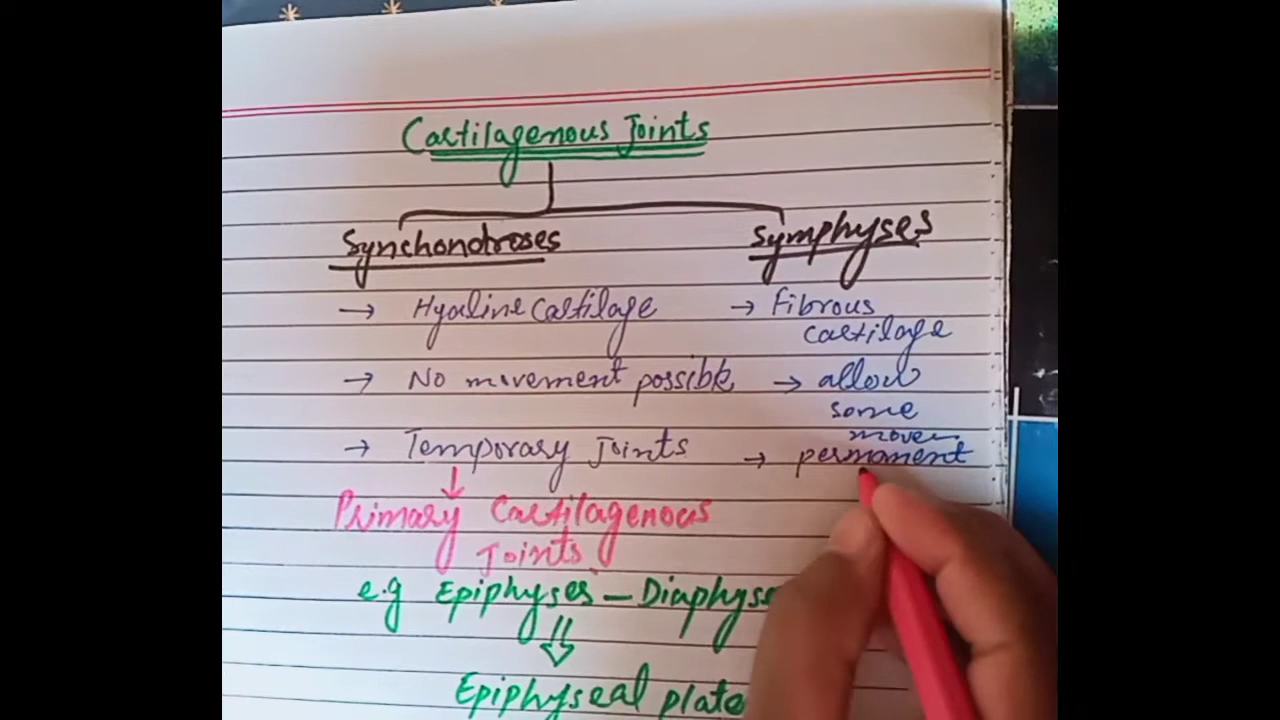 Cartilagenous Joints
Synchondroses
Symphyses
→ Hyaline Cartilage
→ Fibrous
cartilage
→ No movement possible
→ allow
some
movem
→ Temporary Joints
→ permanent
↓
Primary Cartilagenous
Joints
e.g Epiphyses – Diaphyse
⇓
Epiphyseal plate